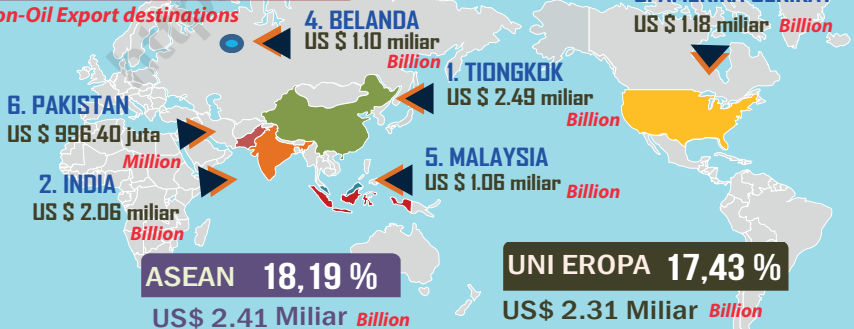 on-Oil Export destinations
4. BELANDA
US $ 1.10 miliar
Billion
US $ 1.18 miliar Billion
1. TIONGKOK
US $ 2.49 miliar
Billion
6. PAKISTAN
US $ 996.40 juta
Million
5. MALAYSIA
US $ 1.06 miliar Billion
2. INDIA
US $ 2.06 miliar
Billion
ASEAN 18,19 %
US$ 2.41 Miliar Billion
UNI EROPA 17,43 %
US$ 2.31 Miliar Billion